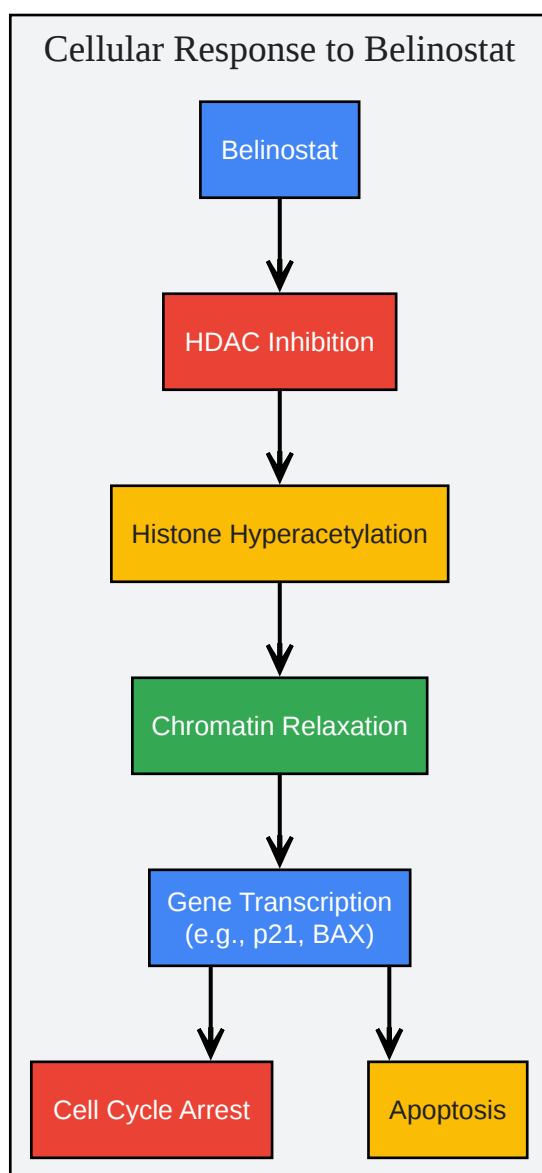 Cellular Response to Belinostat
Belinostat
HDAC Inhibition
Histone Hyperacetylation
Chromatin Relaxation
Gene Transcription
(e.g., p21, BAX)
Cell Cycle Arrest
Apoptosis